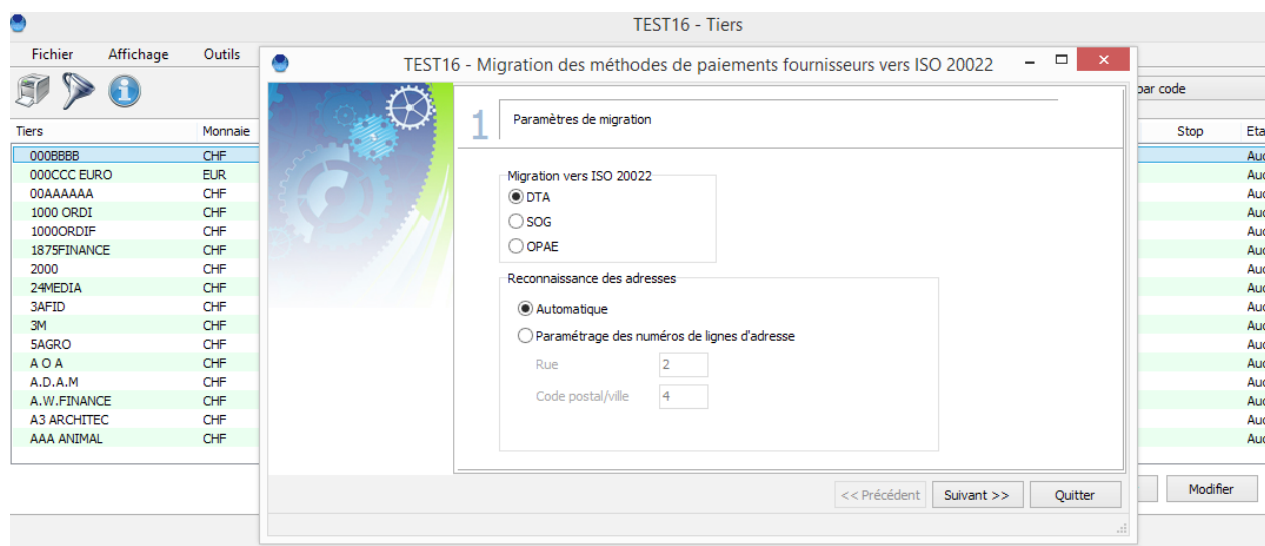 TEST16 - Tiers
Fichier Affichage Outils
TEST16 - Migration des méthodes de paiements fournisseurs vers ISO 20022
par code
Tiers Monnaie Stop Eta
000BBBB CHF Auc
000CCC EURO EUR Auc
00AAAAAA CHF Auc
1000 ORDI CHF Auc
1000ORDIF CHF Auc
1875FINANCE CHF Auc
2000 CHF Auc
24MEDIA CHF Auc
3AFID CHF Auc
3M CHF Auc
5AGRO CHF Auc
A O A CHF Auc
A.D.A.M CHF Auc
A.W.FINANCE CHF Auc
A3 ARCHITEC CHF Auc
AAA ANIMAL CHF Auc
1 Paramètres de migration
Migration vers ISO 20022
DTA
SOG
OPAE
Reconnaissance des adresses
Automatique
Paramétrage des numéros de lignes d'adresse
Rue 2
Code postal/ville 4
<< Précédent Suivant >> Quitter
Modifier